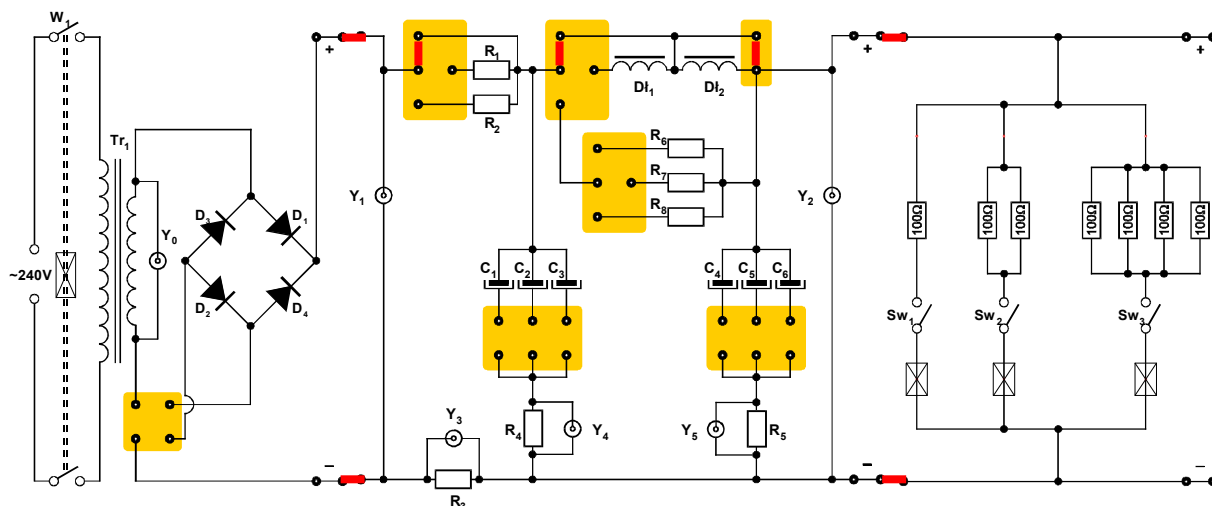 W1
~240V
Tr1
Y0
D3
D1
D2
D4
+
–
Y1
R1
R2
Dł1
Dł2
R6
R7
R8
C1
C2
C3
C4
C5
C6
R4
Y4
Y3
R3
Y5
R5
Y2
+
–
100Ω
100Ω
100Ω
100Ω
100Ω
100Ω
100Ω
Sw1
Sw2
Sw3
+
–